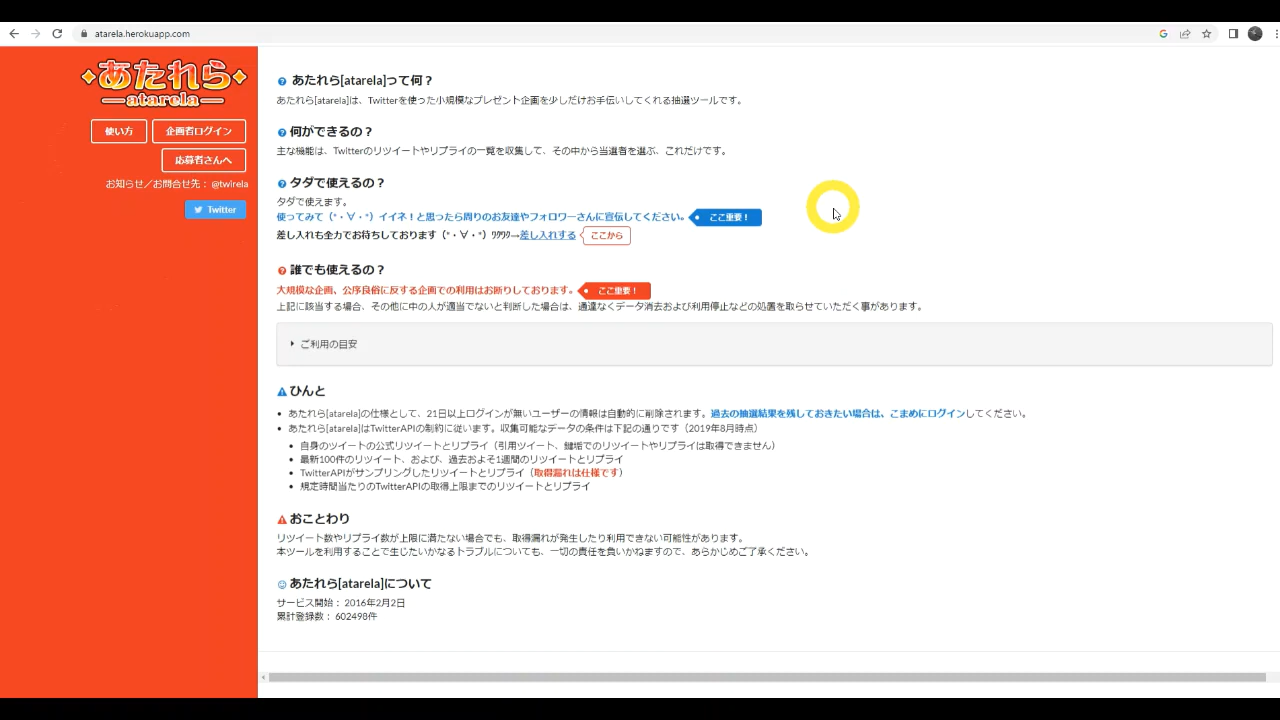 atarela.herokuapp.com
あたれら
atarela
使い方
企画者ログイン
応募者さんへ
お知らせ／お問合せ先： @twirela
Twitter
あたれら[atarela]って何？
あたれら[atarela]は、Twitterを使った小規模なプレゼント企画を少しだけお手伝いしてくれる抽選ツールです。
何ができるの？
主な機能は、Twitterのリツイートやリプライの一覧を収集して、その中から当選者を選ぶ、これだけです。
タダで使えるの？
タダで使えます。
使ってみて（*・∀・*）イイネ！と思ったら周りのお友達やフォロワーさんに宣伝してください。 ここ重要！
差し入れも全力でお待ちしております（*・∀・*）ﾜｸﾜｸ→差し入れする ここから
誰でも使えるの？
大規模な企画、公序良俗に反する企画での利用はお断りしております。 ここ重要！
上記に該当する場合、その他に中の人が適当でないと判断した場合は、通達なくデータ消去および利用停止などの処置を取らせていただく事があります。
ご利用の目安
ひんと
あたれら[atarela]の仕様として、21日以上ログインが無いユーザーの情報は自動的に削除されます。過去の抽選結果を残しておきたい場合は、こまめにログインしてください。
あたれら[atarela]はTwitterAPIの制約に従います。収集可能なデータの条件は下記の通りです（2019年8月時点）
自身のツイートの公式リツイートとリプライ（引用ツイート、鍵垢でのリツイートやリプライは取得できません）
最新100件のリツイート、および、過去およそ1週間のリツイートとリプライ
TwitterAPIがサンプリングしたリツイートとリプライ（取得漏れは仕様です）
規定時間当たりのTwitterAPIの取得上限までのリツイートとリプライ
おことわり
リツイート数やリプライ数が上限に満たない場合でも、取得漏れが発生したり利用できない可能性があります。
本ツールを利用することで生じたいかなるトラブルについても、一切の責任を負いかねますので、あらかじめご了承ください。
あたれら[atarela]について
サービス開始： 2016年2月2日
累計登録数： 602498件